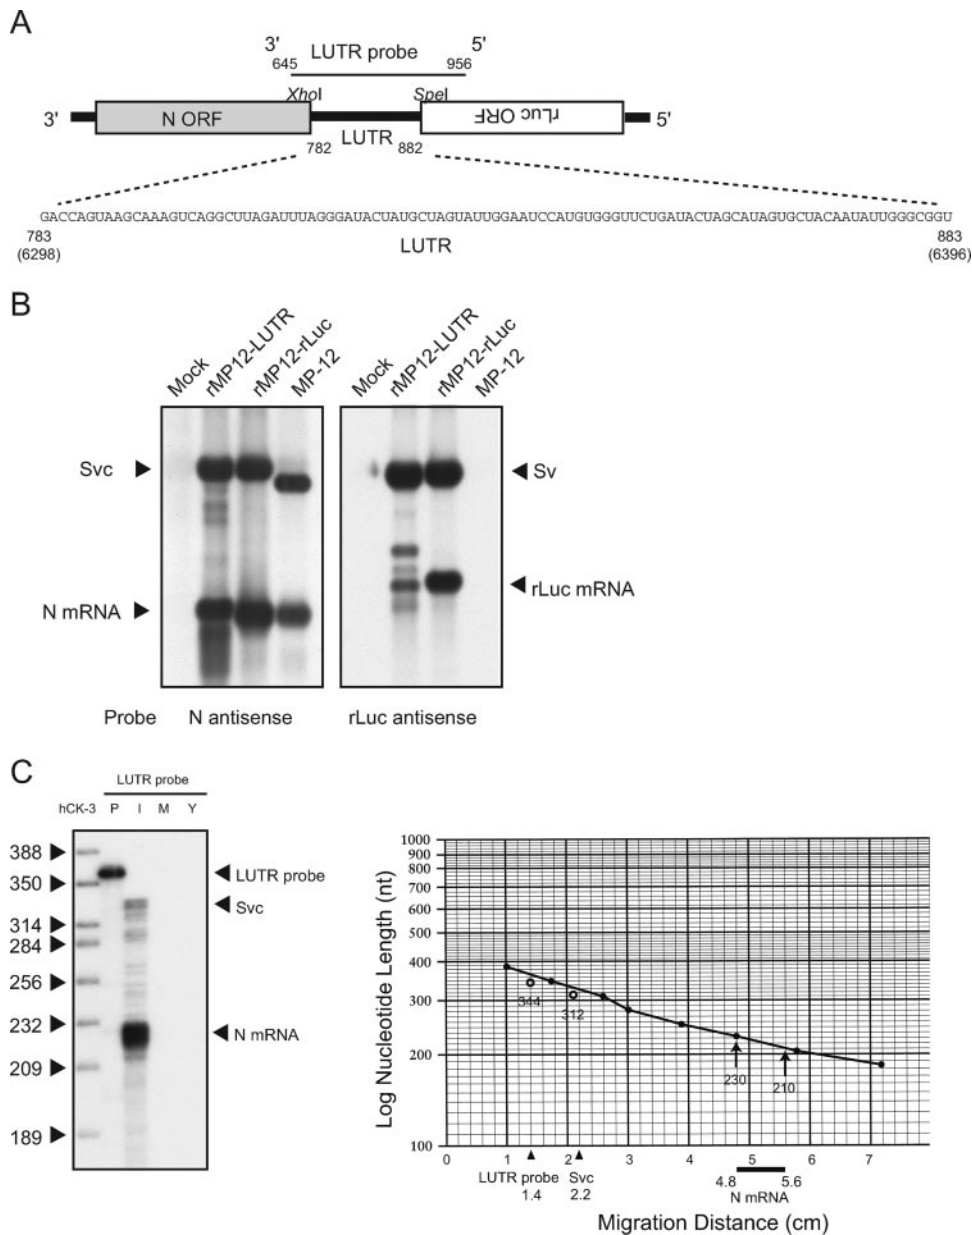 A
3' LUTR probe 5'
645 956
XhoI SpeI
3' N ORF rLuc ORF 5'
LUTR
782 882
GACCAGUAAGCAAAGUCAGGCUUAGAUUUAGGGAUACUAUGCUAGUAUUGGAAUCCAUGUGGGUUCUGAUACUAGCAUAGUGCUACAAUAUUGGGCGGU
783 LUTR 883
(6298) (6396)
B
Mock rMP12-LUTR rMP12-rLuc MP-12
Mock rMP12-LUTR rMP12-rLuc MP-12
Svc
N mRNA
Sv
rLuc mRNA
Probe N antisense rLuc antisense
C
LUTR probe
hCK-3 P I M Y
388
350
314
284
256
232
209
189
LUTR probe
Svc
N mRNA
Log Nucleotide Length (nt)
1000
900
800
700
600
500
400
300
200
100
344
312
230
210
0 1 2 3 4 5 6 7
LUTR probe
1.4
Svc
2.2
4.8 5.6
N mRNA
Migration Distance (cm)